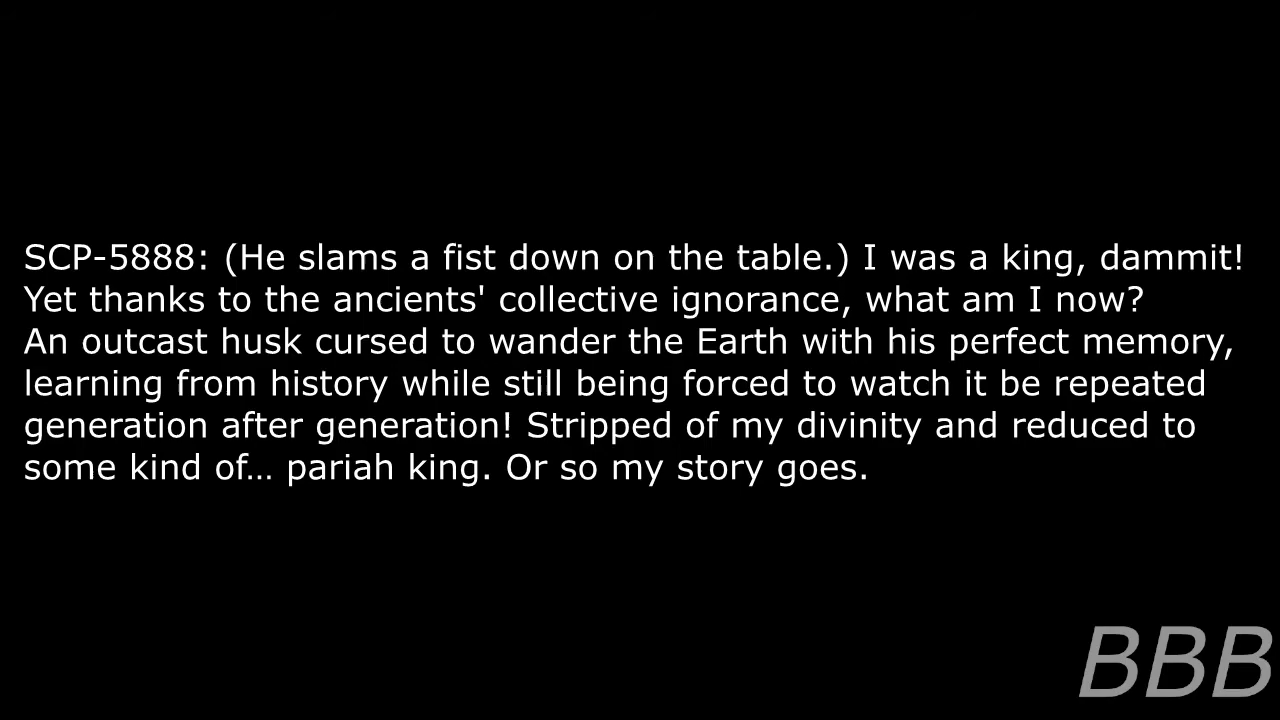 SCP-5888: (He slams a fist down on the table.) I was a king, dammit!
Yet thanks to the ancients' collective ignorance, what am I now?
An outcast husk cursed to wander the Earth with his perfect memory,
learning from history while still being forced to watch it be repeated
generation after generation! Stripped of my divinity and reduced to
some kind of… pariah king. Or so my story goes.
BBB